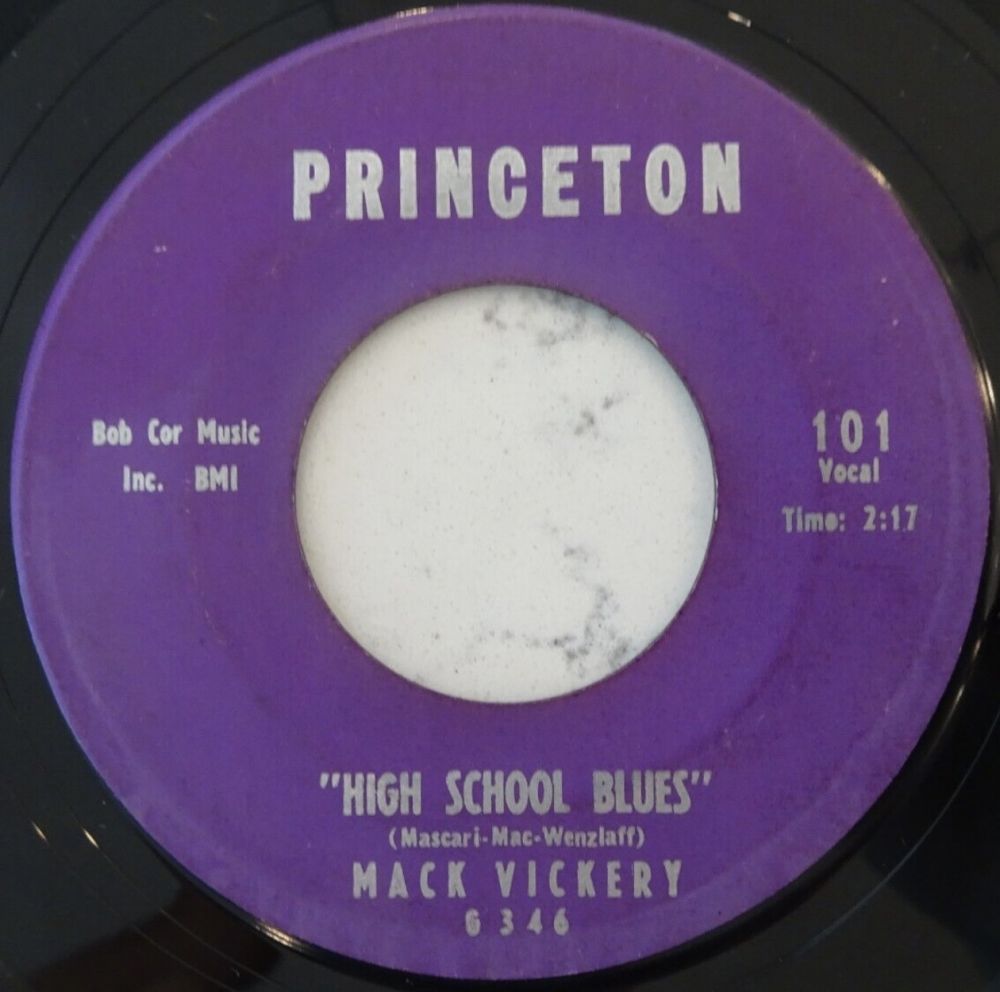 PRINCETON
Bob Cor Music
Inc. BMI
101
Vocal
Time: 2:17
"HIGH SCHOOL BLUES"
(Mascari-Mac-Wenzlaff)
MACK VICKERY
6346